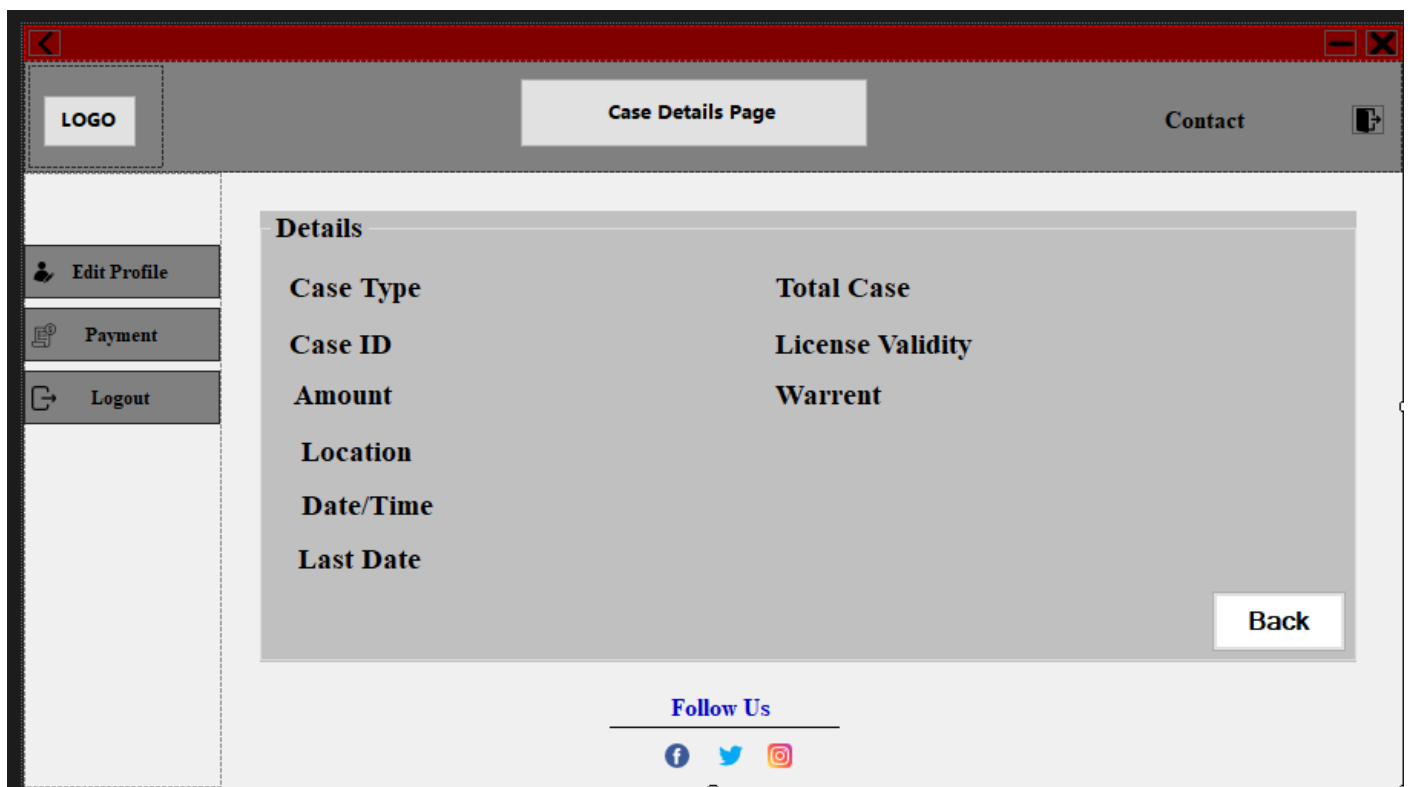 LOGO
Case Details Page
Contact
Edit Profile
Payment
Logout
Details
Case Type
Total Case
Case ID
License Validity
Amount
Warrent
Location
Date/Time
Last Date
Back
Follow Us